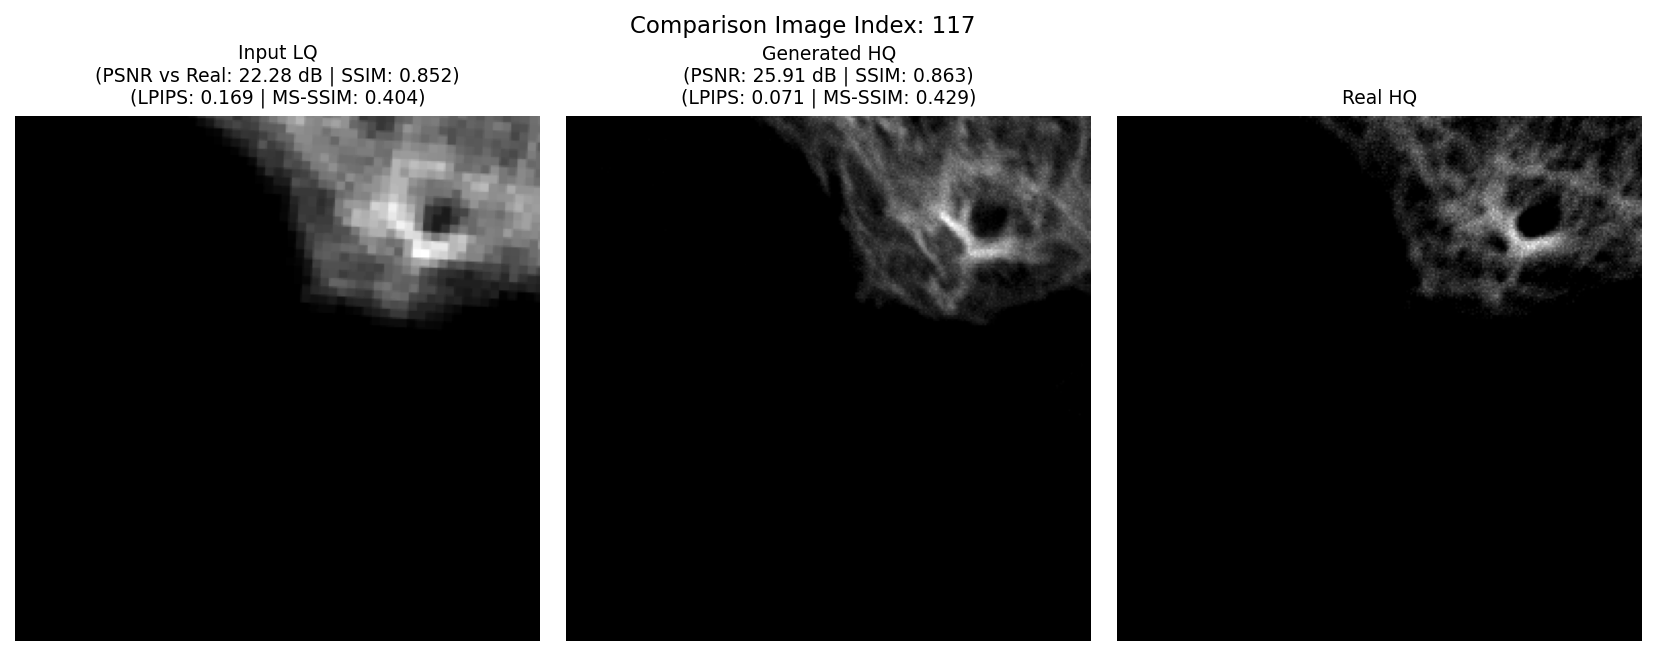 Comparison Image Index: 117
Input LQ
(PSNR vs Real: 22.28 dB | SSIM: 0.852)
(LPIPS: 0.169 | MS-SSIM: 0.404)
Generated HQ
(PSNR: 25.91 dB | SSIM: 0.863)
(LPIPS: 0.071 | MS-SSIM: 0.429)
Real HQ